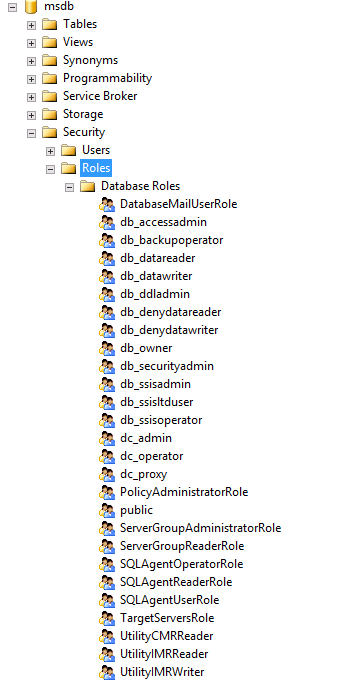 msdb
Tables
Views
Synonyms
Programmability
Service Broker
Storage
Security
Users
Roles
Database Roles
DatabaseMailUserRole
db_accessadmin
db_backupoperator
db_datareader
db_datawriter
db_ddladmin
db_denydatareader
db_denydatawriter
db_owner
db_securityadmin
db_ssisadmin
db_ssisltduser
db_ssisoperator
dc_admin
dc_operator
dc_proxy
PolicyAdministratorRole
public
ServerGroupAdministratorRole
ServerGroupReaderRole
SQLAgentOperatorRole
SQLAgentReaderRole
SQLAgentUserRole
TargetServersRole
UtilityCMRReader
UtilityIMRReader
UtilityIMRWriter